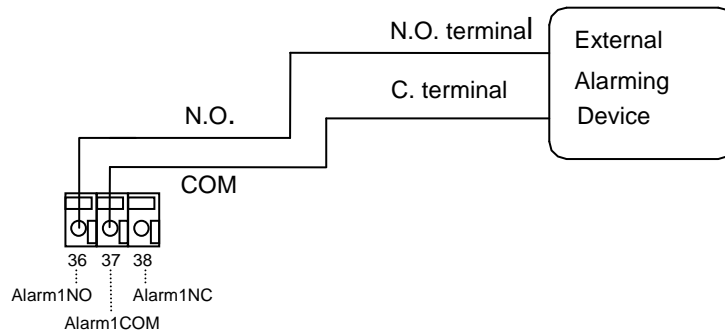 N.O. terminal
External
Alarming
Device
C. terminal
N.O.
COM
36 37 38
Alarm1NO
Alarm1NC
Alarm1COM